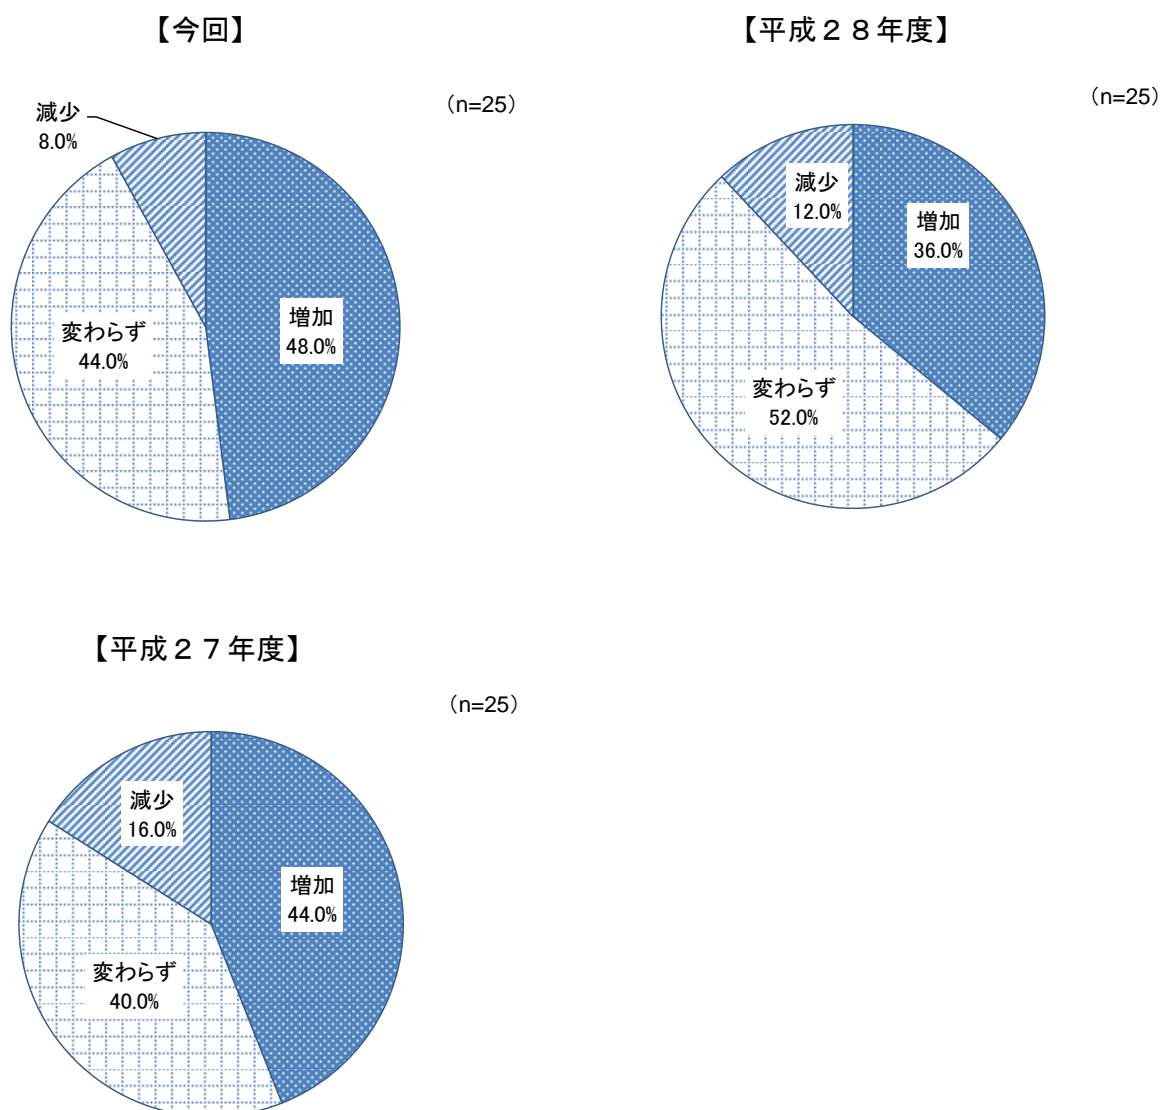 【今回】
(n=25)
減少
8.0%
増加
48.0%
変わらず
44.0%
【平成２８年度】
(n=25)
減少
12.0%
増加
36.0%
変わらず
52.0%
【平成２７年度】
(n=25)
減少
16.0%
増加
44.0%
変わらず
40.0%